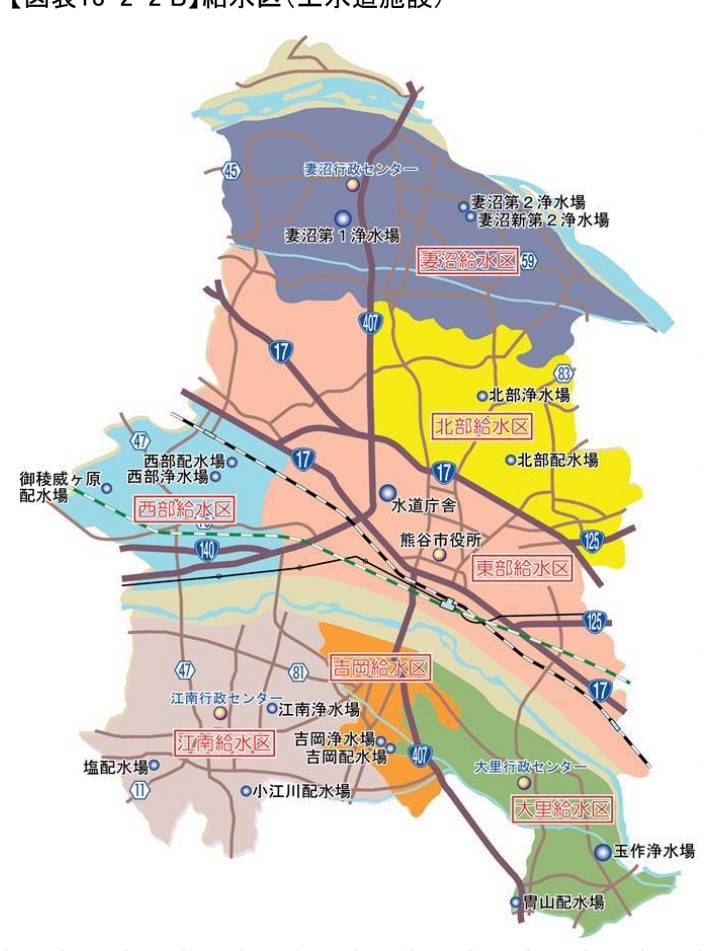 【図表16-2-2 B】給水区（上水道施設）
45
妻沼行政センター
妻沼第２浄水場
妻沼新第２浄水場
妻沼第１浄水場
妻沼給水区
59
407
17
83
北部浄水場
北部給水区
47
西部配水場
西部浄水場
17
17
北部配水場
御稜威ヶ原
配水場
西部給水区
水道庁舎
140
熊谷市役所
125
東部給水区
125
吉岡給水区
47
81
17
江南行政センター
江南浄水場
江南給水区
吉岡浄水場
吉岡配水場
407
塩配水場
大里行政センター
11
小江川配水場
大里給水区
玉作浄水場
冑山配水場